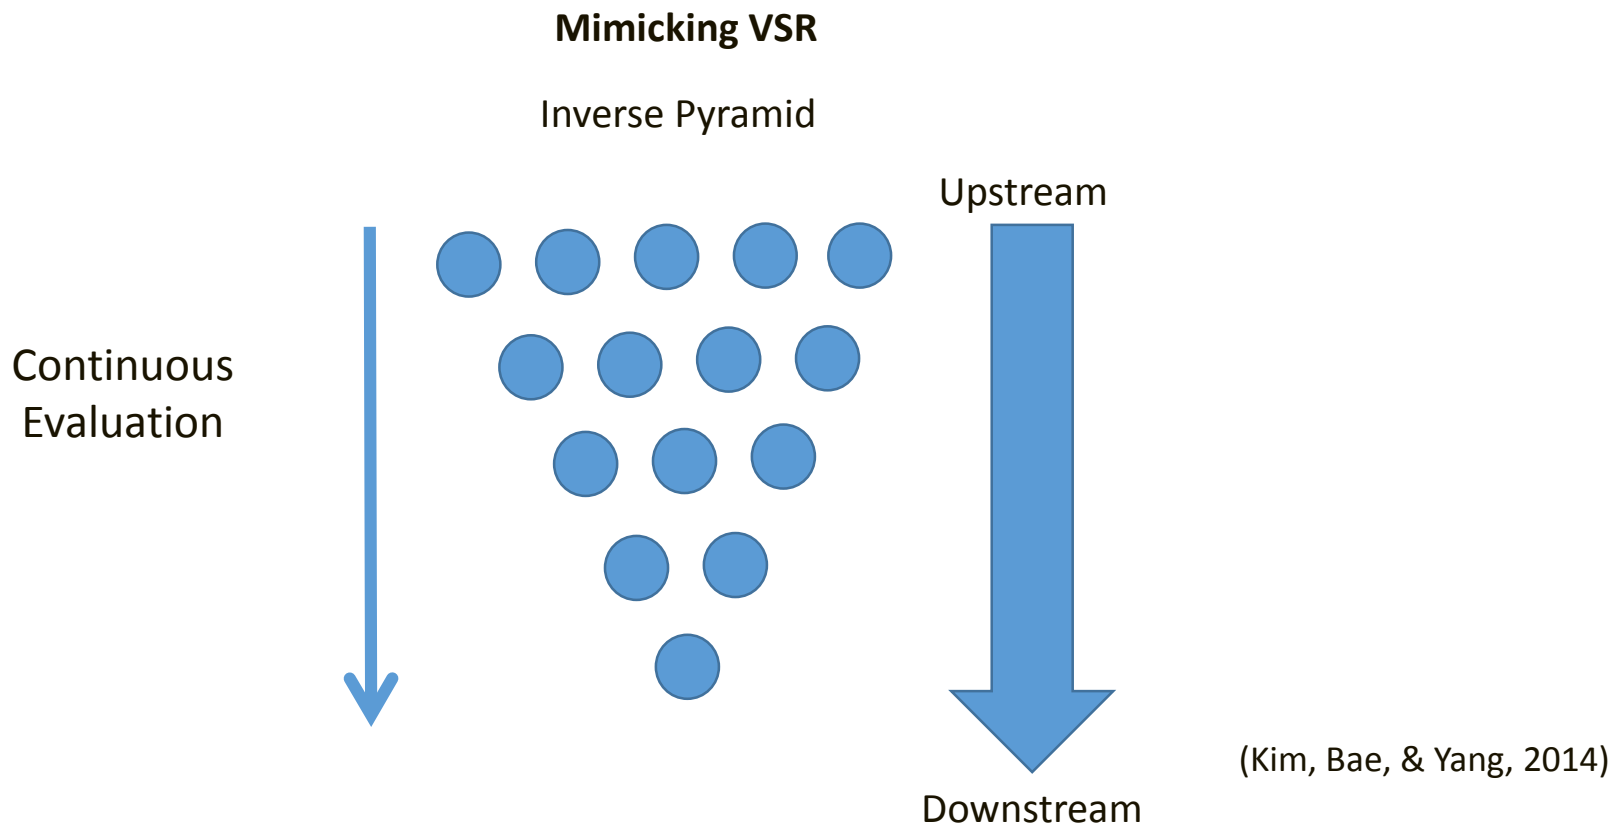 Mimicking VSR
Inverse Pyramid
Upstream
Continuous
Evaluation
(Kim, Bae, & Yang, 2014)
Downstream